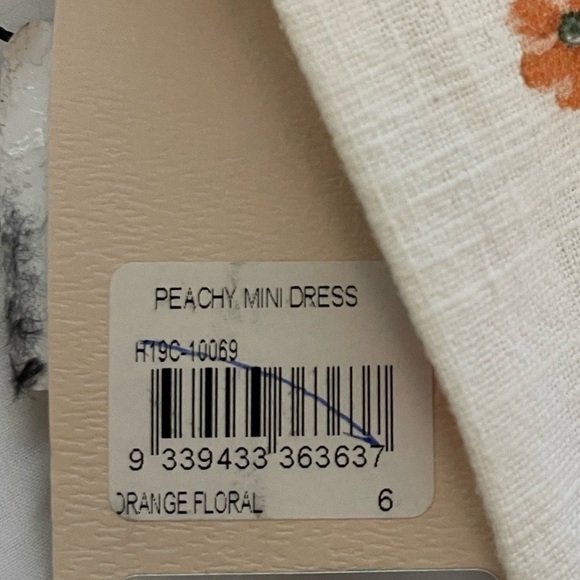 PEACHY MINI DRESS
H19C-10069
9 339433 363637
ORANGE FLORAL 6